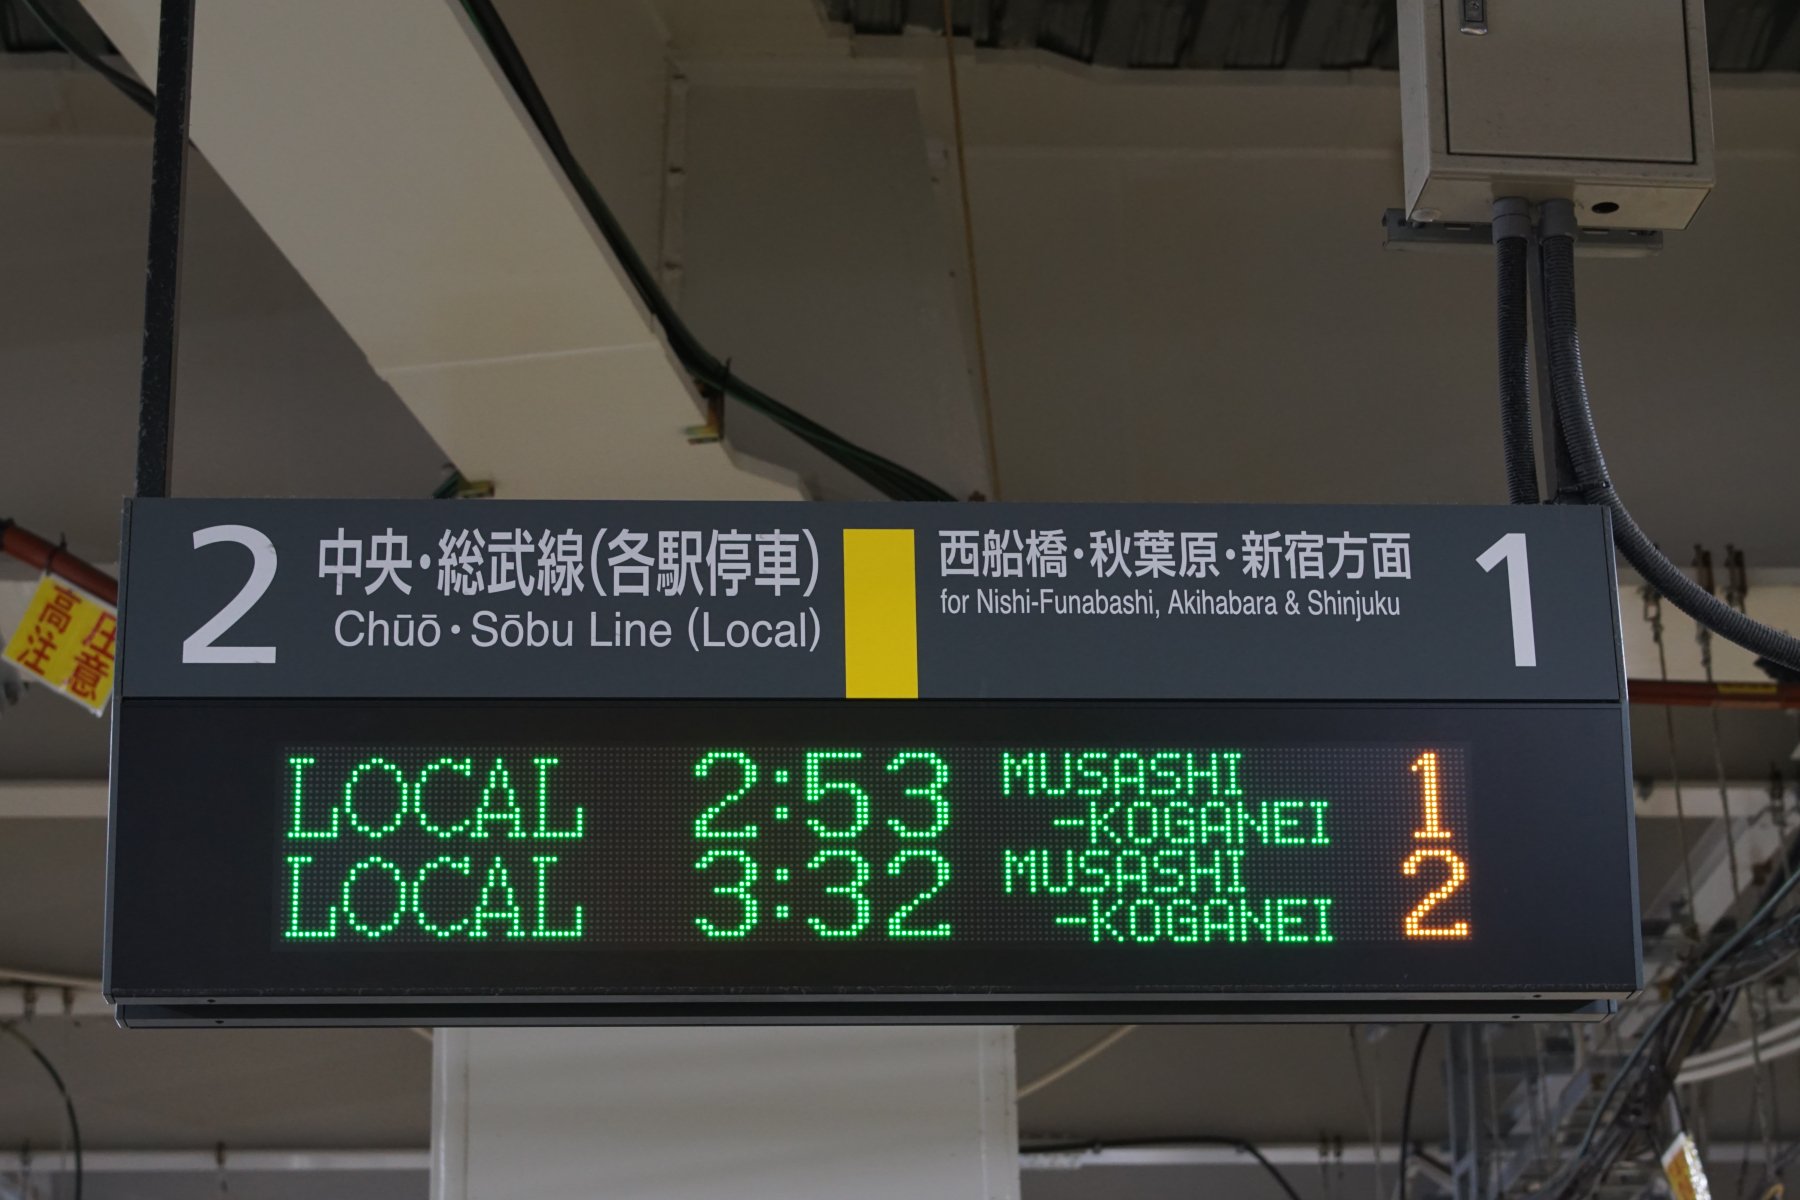 2
中央・総武線(各駅停車)
Chūō・Sōbu Line (Local)
西船橋・秋葉原・新宿方面
for Nishi-Funabashi, Akihabara & Shinjuku
1
LOCAL 2:53 MUSASHI
-KOGANEI 1
LOCAL 3:32 MUSASHI
-KOGANEI 2
高圧
注意